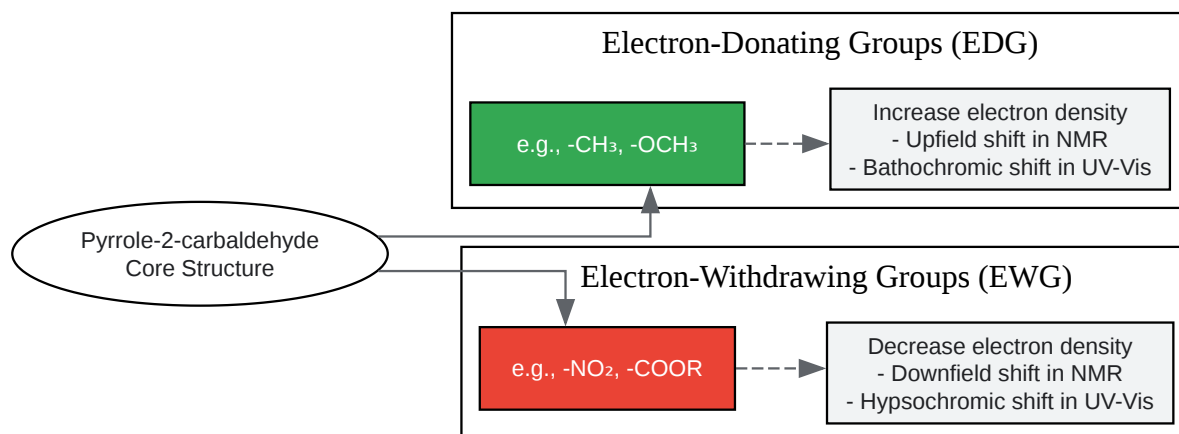 Electron-Donating Groups (EDG)
e.g., -CH₃, -OCH₃
Increase electron density
- Upfield shift in NMR
- Bathochromic shift in UV-Vis
Pyrrole-2-carbaldehyde
Core Structure
Electron-Withdrawing Groups (EWG)
e.g., -NO₂, -COOR
Decrease electron density
- Downfield shift in NMR
- Hypsochromic shift in UV-Vis